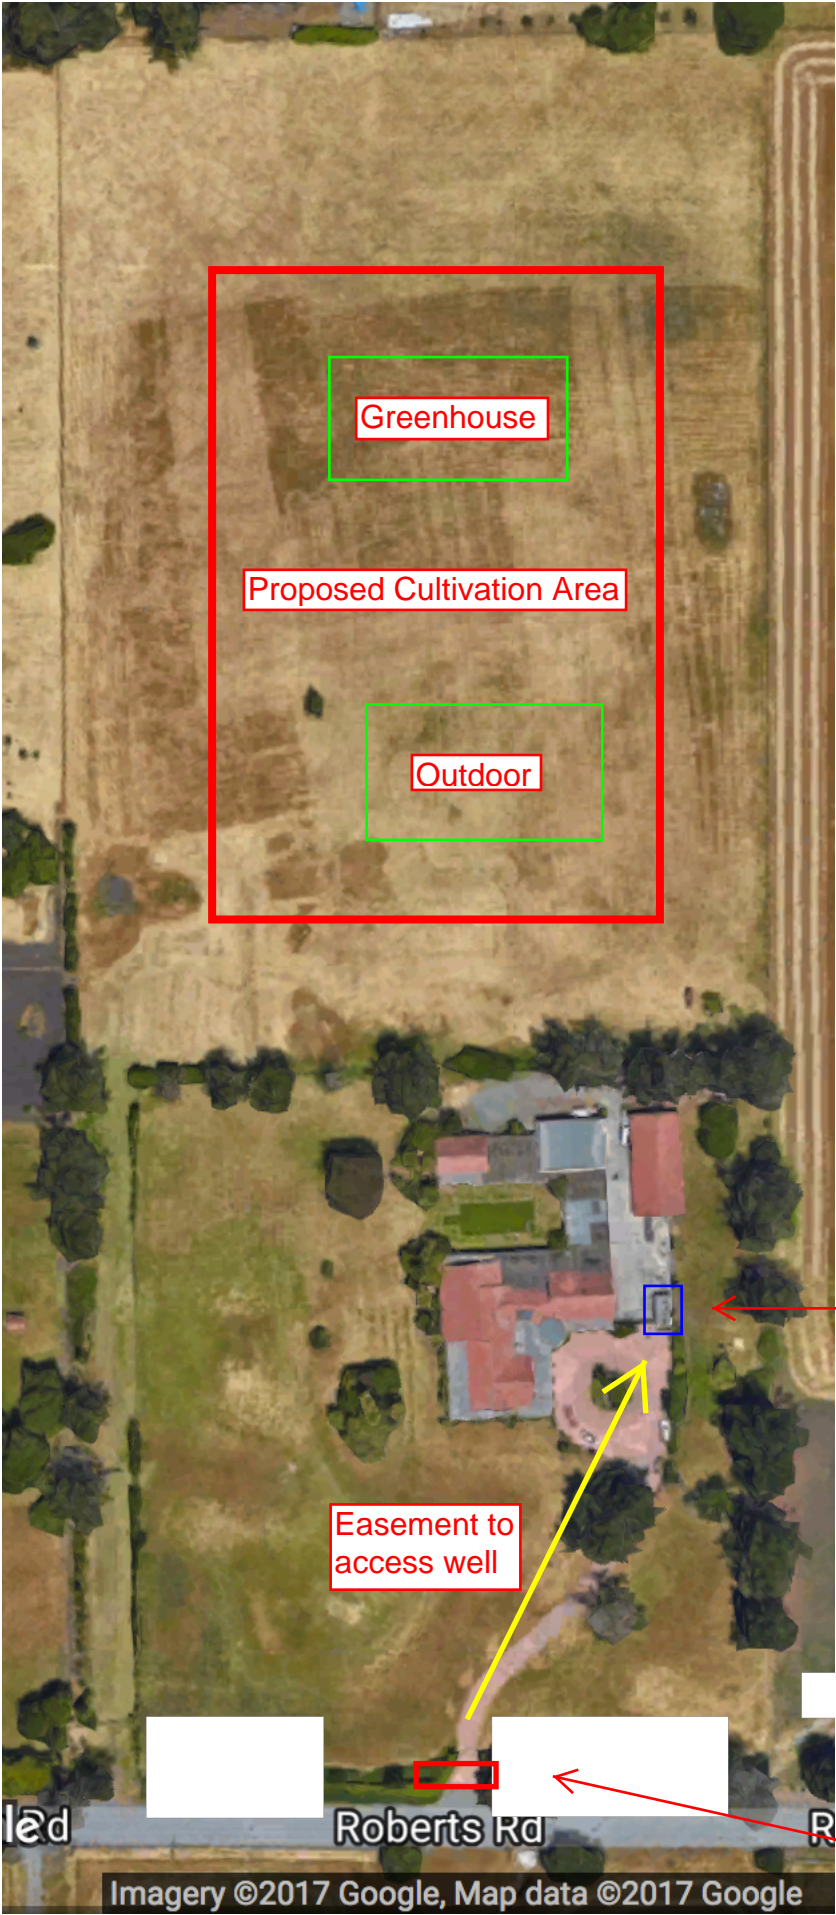 Greenhouse
Proposed Cultivation Area
Outdoor
Easement to
access well
Roberts Rd
Imagery ©2017 Google, Map data ©2017 Google